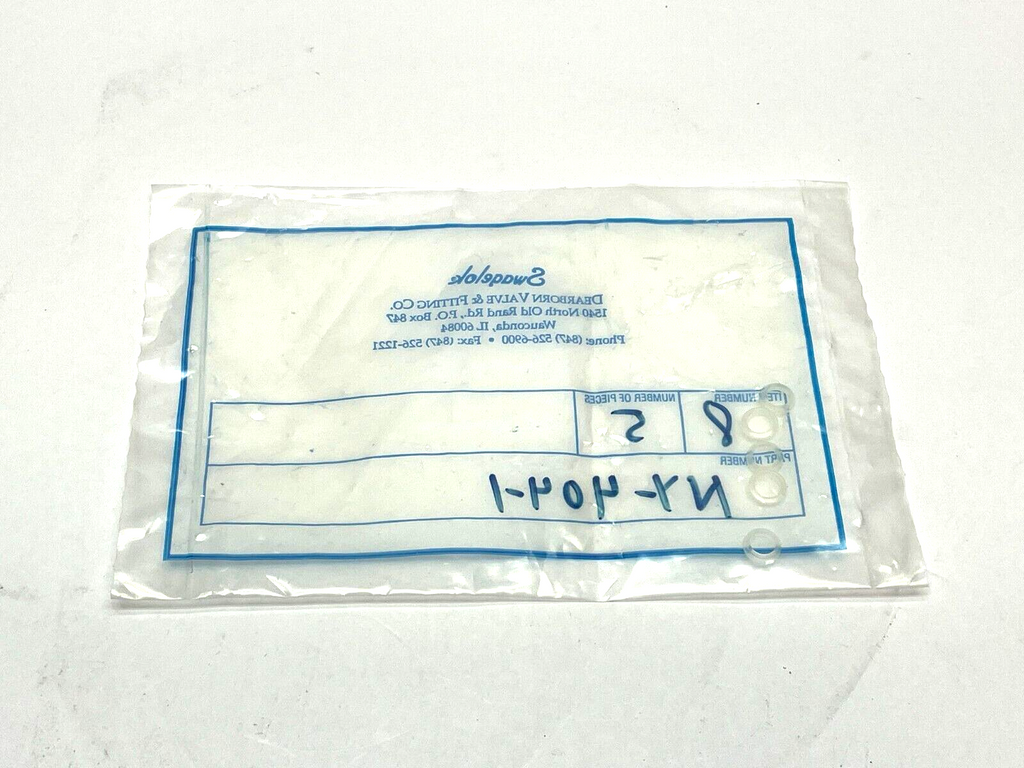 Swagelok
DEARBORN VALVE & FITTING CO.
1540 North Old Rand Rd., P.O. Box 847
Wauconda, IL 60084
Phone: (847) 526-6900 • Fax: (847) 526-1221
ITEM NUMBER NUMBER OF PIECES
8 5
PART NUMBER
NY-404-1